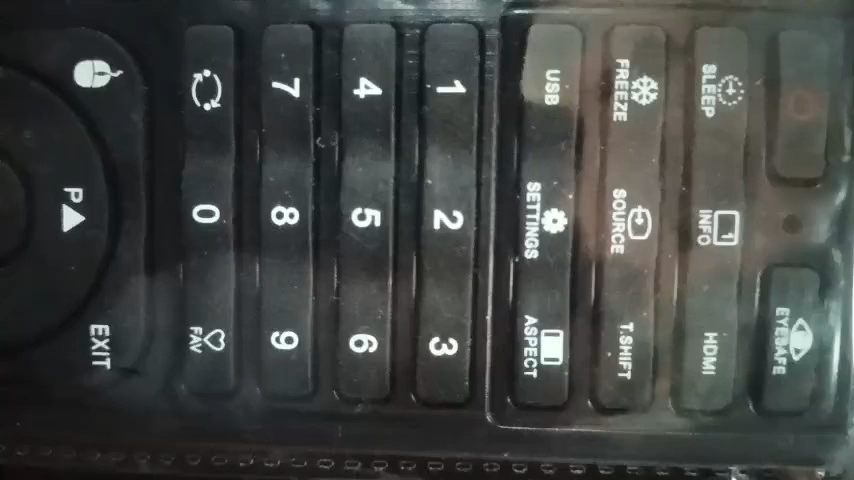 EYESAFE
SLEEP INFO HDMI
FREEZE SOURCE T.SHIFT
USB SETTINGS ASPECT
1 2 3
4 5 6
7 8 9
0 FAV
P EXIT